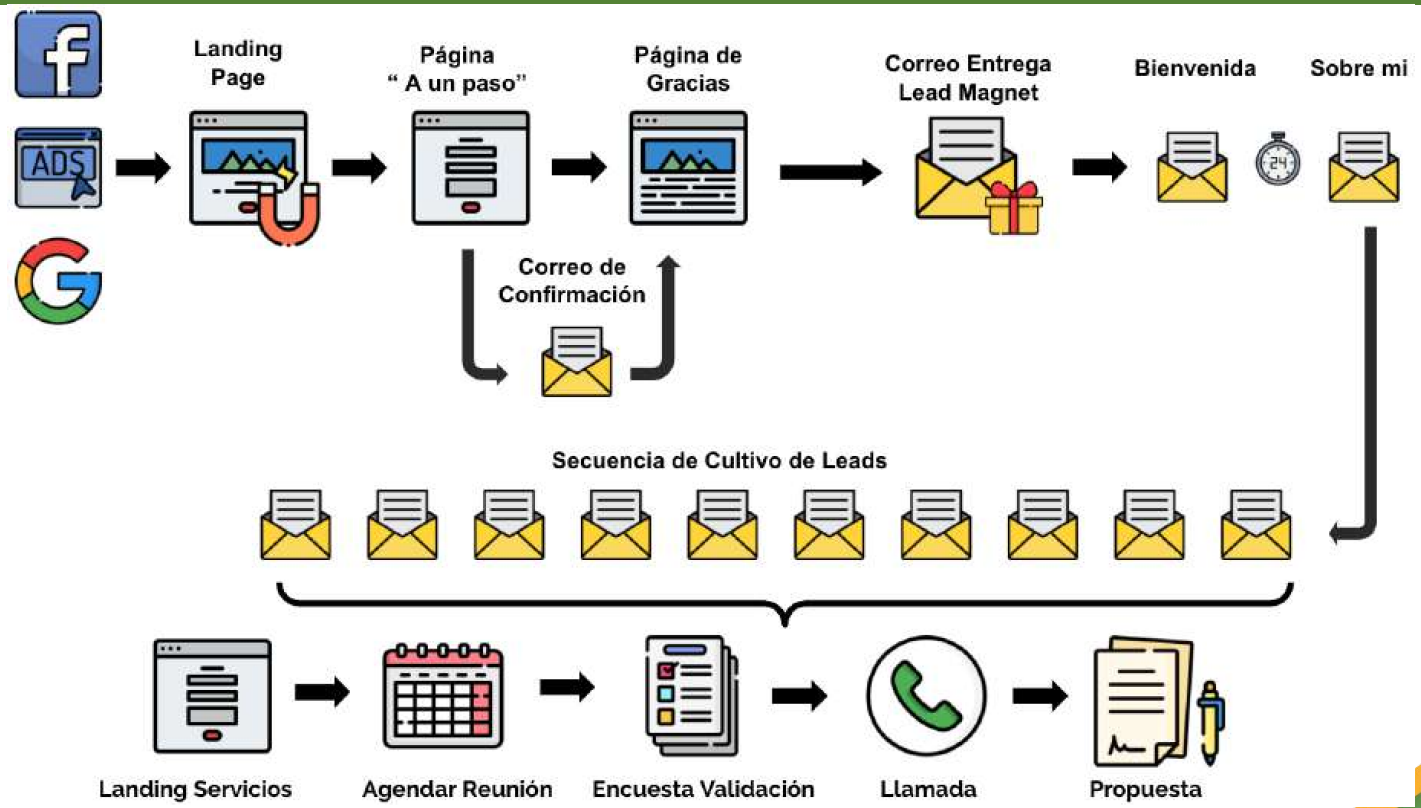 Landing
Page
Página
“ A un paso”
Página de
Gracias
Correo Entrega
Lead Magnet
Bienvenida
Sobre mi
ADS
24
Correo de
Confirmación
Secuencia de Cultivo de Leads
Landing Servicios
Agendar Reunión
Encuesta Validación
Llamada
Propuesta